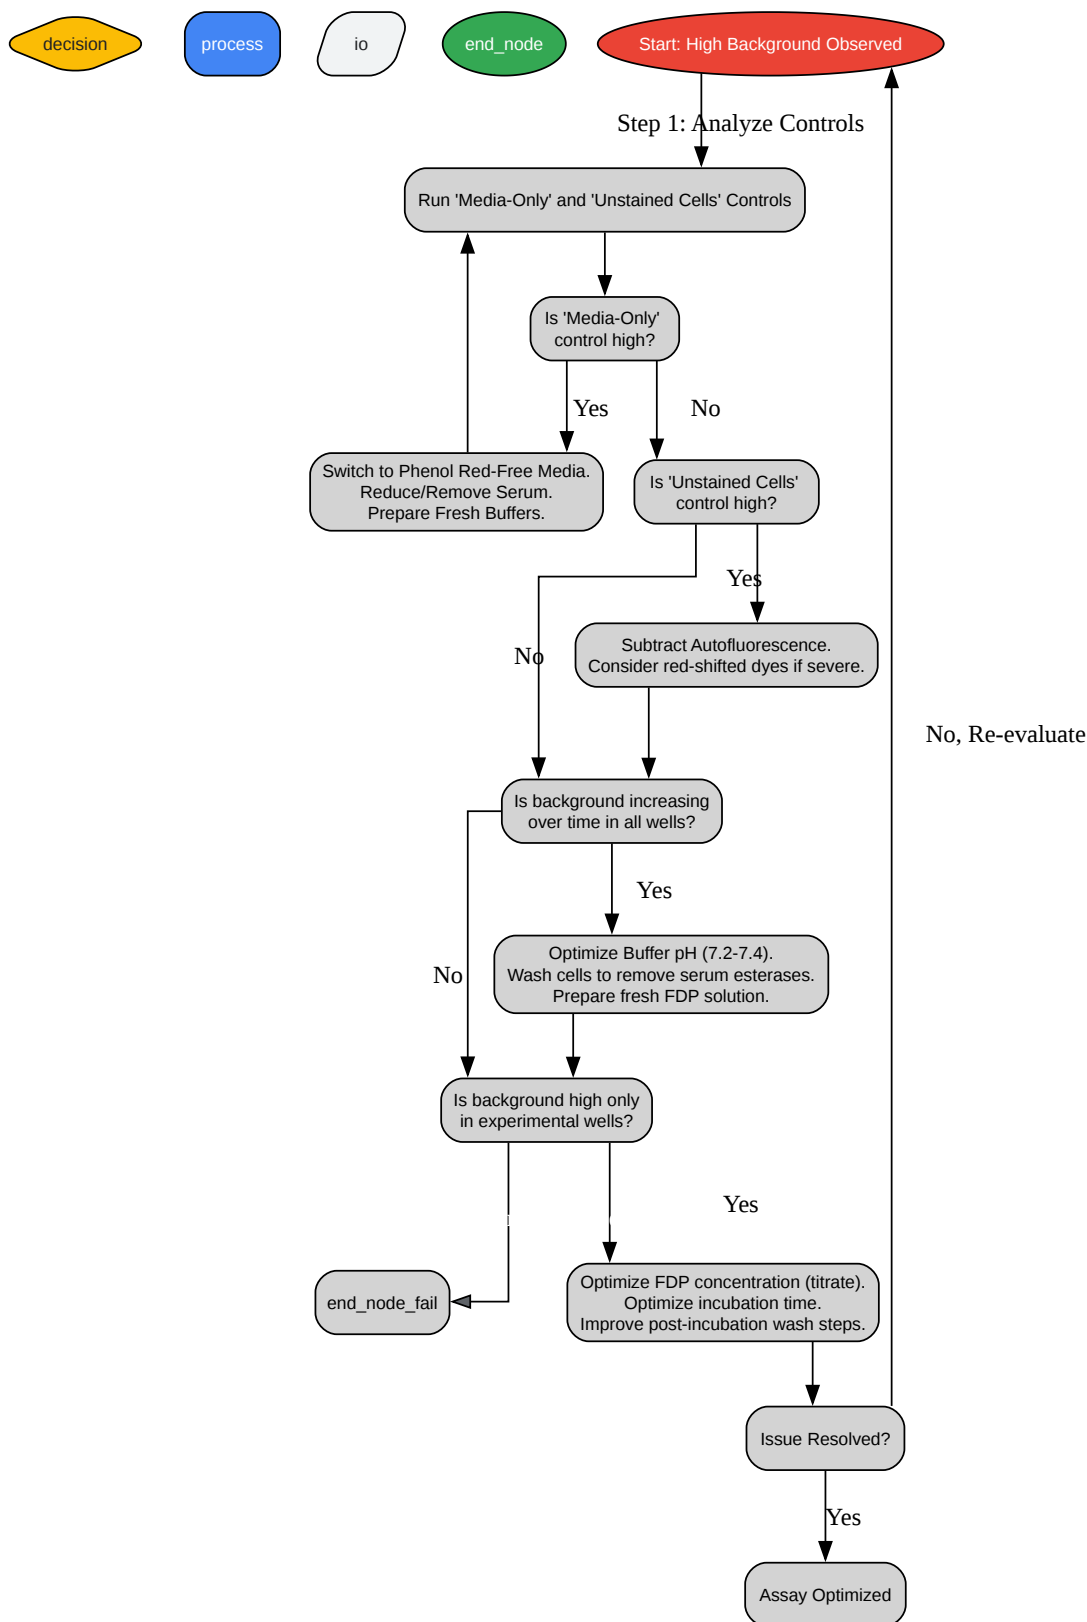 decision
process
io
end_node
Start: High Background Observed
Step 1: Analyze Controls
Run 'Media-Only' and 'Unstained Cells' Controls
Is 'Media-Only'
control high?
Yes
No
Switch to Phenol Red-Free Media.
Reduce/Remove Serum.
Prepare Fresh Buffers.
Is 'Unstained Cells'
control high?
Yes
No
Subtract Autofluorescence.
Consider red-shifted dyes if severe.
No, Re-evaluate
Is background increasing
over time in all wells?
Yes
No
Optimize Buffer pH (7.2-7.4).
Wash cells to remove serum esterases.
Prepare fresh FDP solution.
Is background high only
in experimental wells?
Yes
end_node_fail
Optimize FDP concentration (titrate).
Optimize incubation time.
Improve post-incubation wash steps.
Issue Resolved?
Yes
Assay Optimized